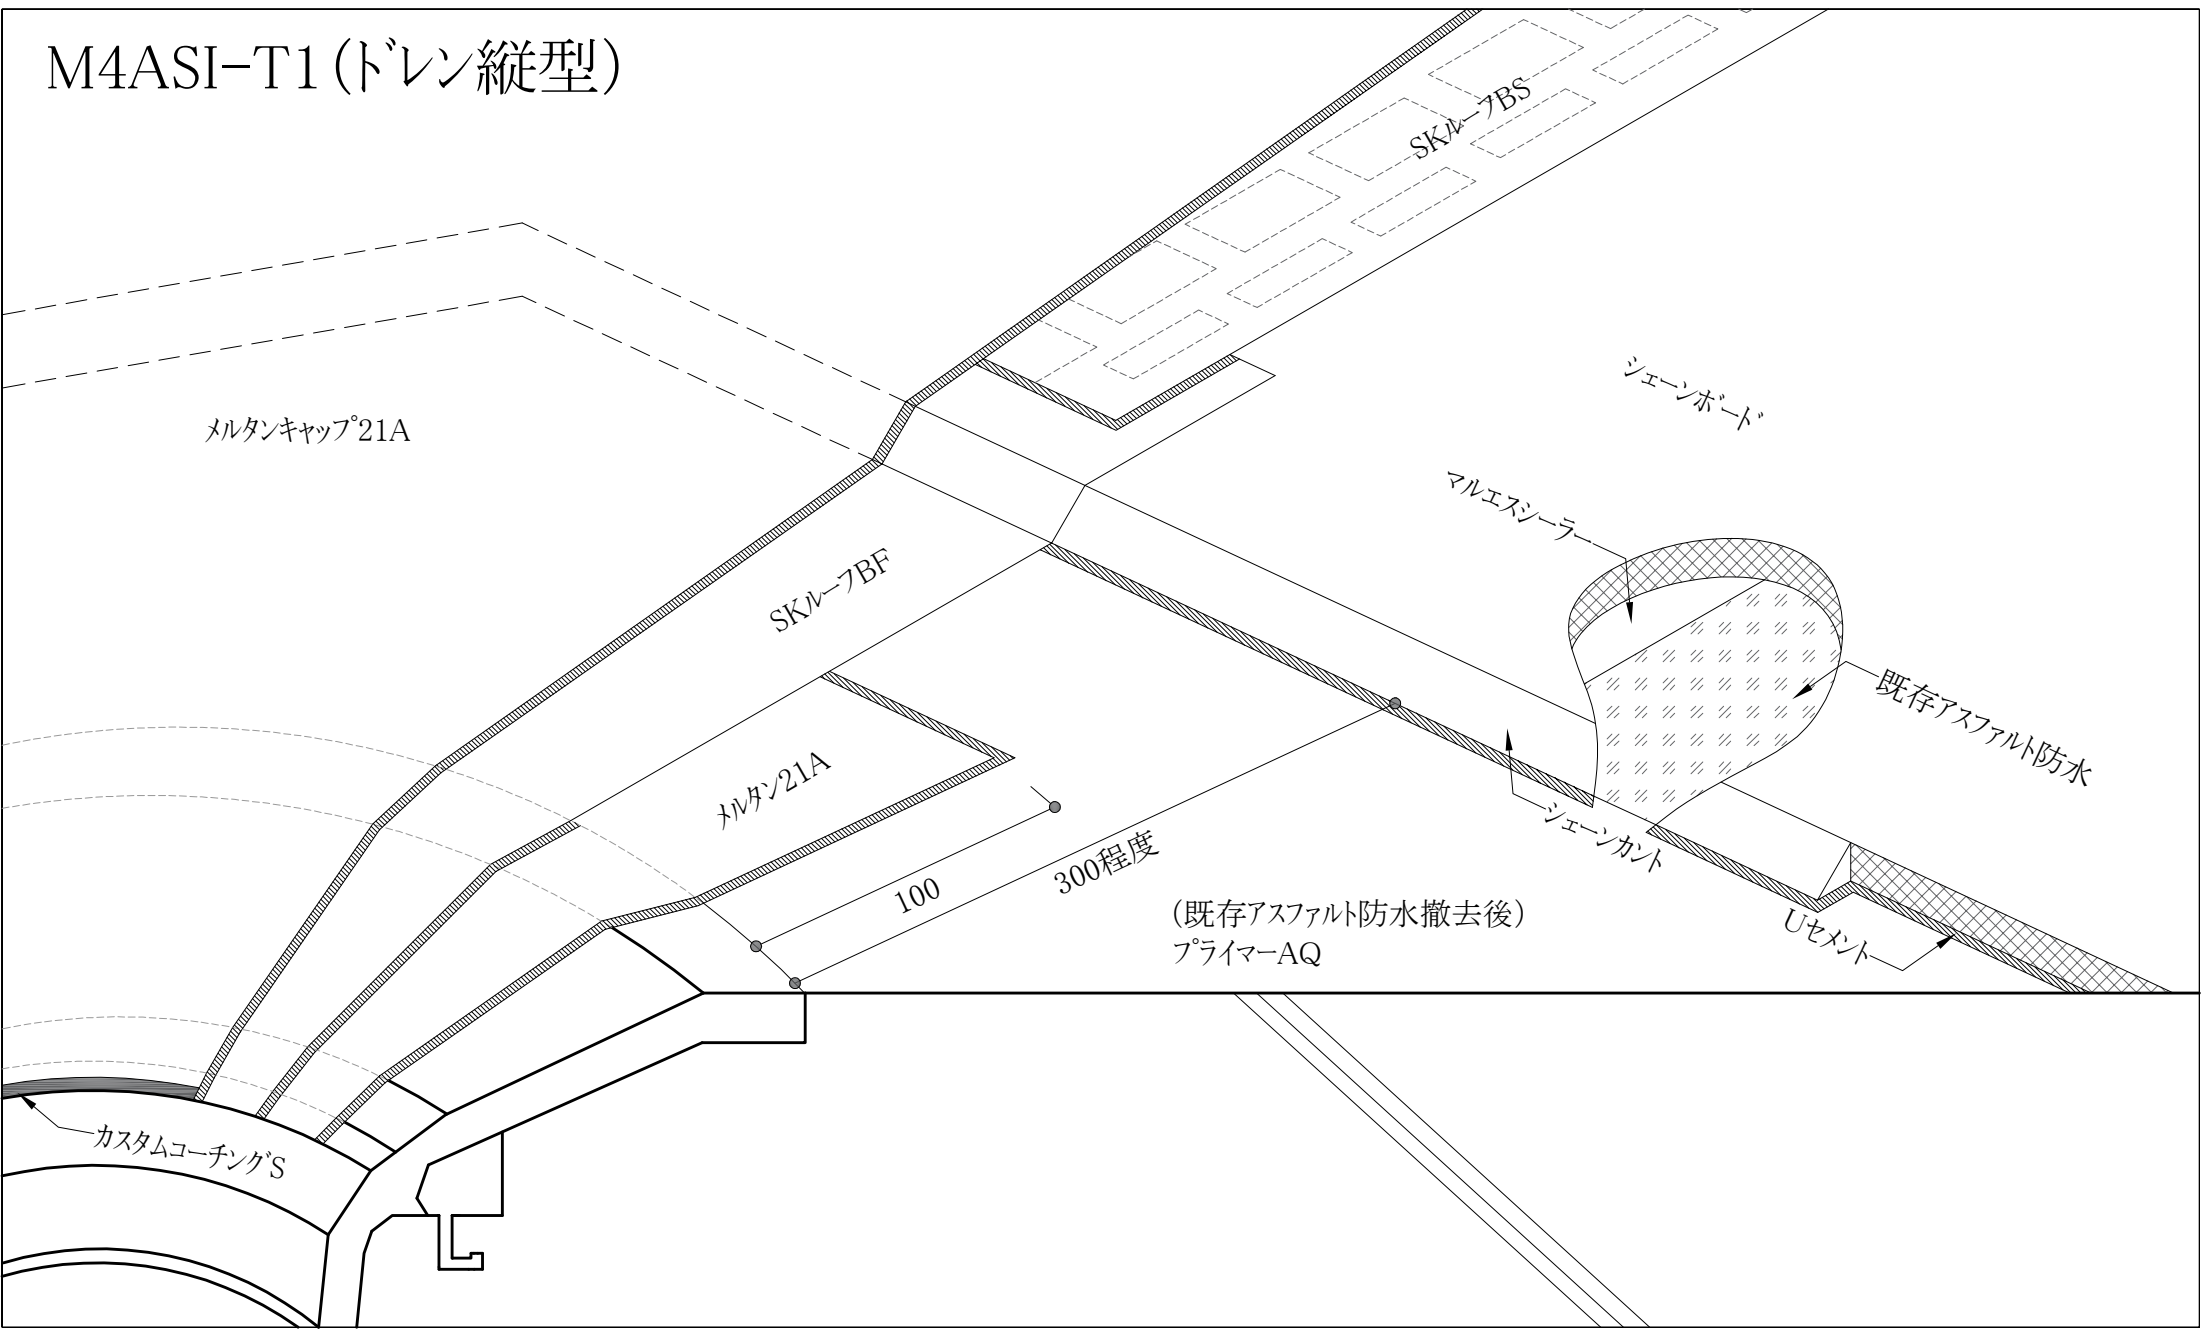 M4ASI-T1(ドレン縦型)
SKルーフBS
シェーンボード
メルタンキャップ21A
マルエスシーラー
SKルーフBF
既存アスファルト防水
メルタン21A
シェーンカント
300程度
100
(既存アスファルト防水撤去後)
プライマーAQ
Uセメント
カスタムコーチングS